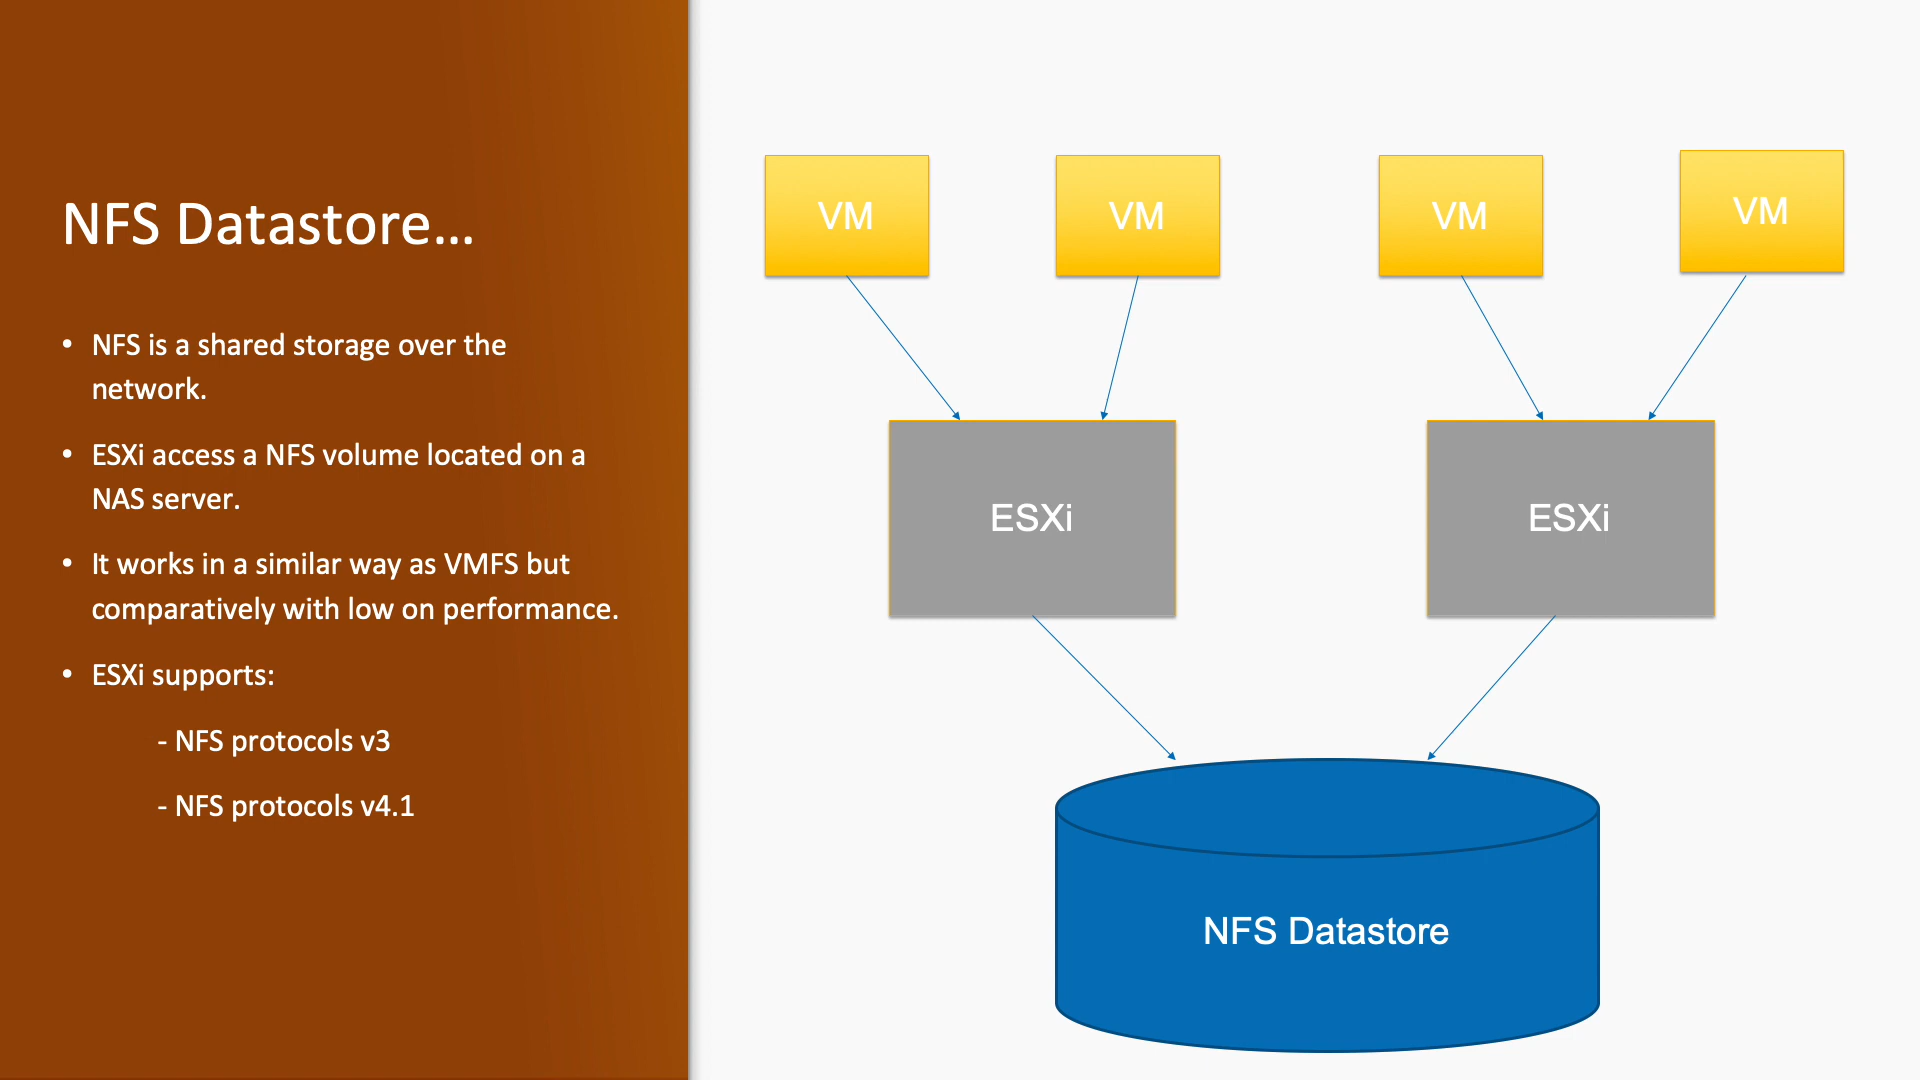 NFS Datastore...
• NFS is a shared storage over the
network.
• ESXi access a NFS volume located on a
NAS server.
• It works in a similar way as VMFS but
comparatively with low on performance.
• ESXi supports:
- NFS protocols v3
- NFS protocols v4.1
VM
VM
VM
VM
ESXi
ESXi
NFS Datastore